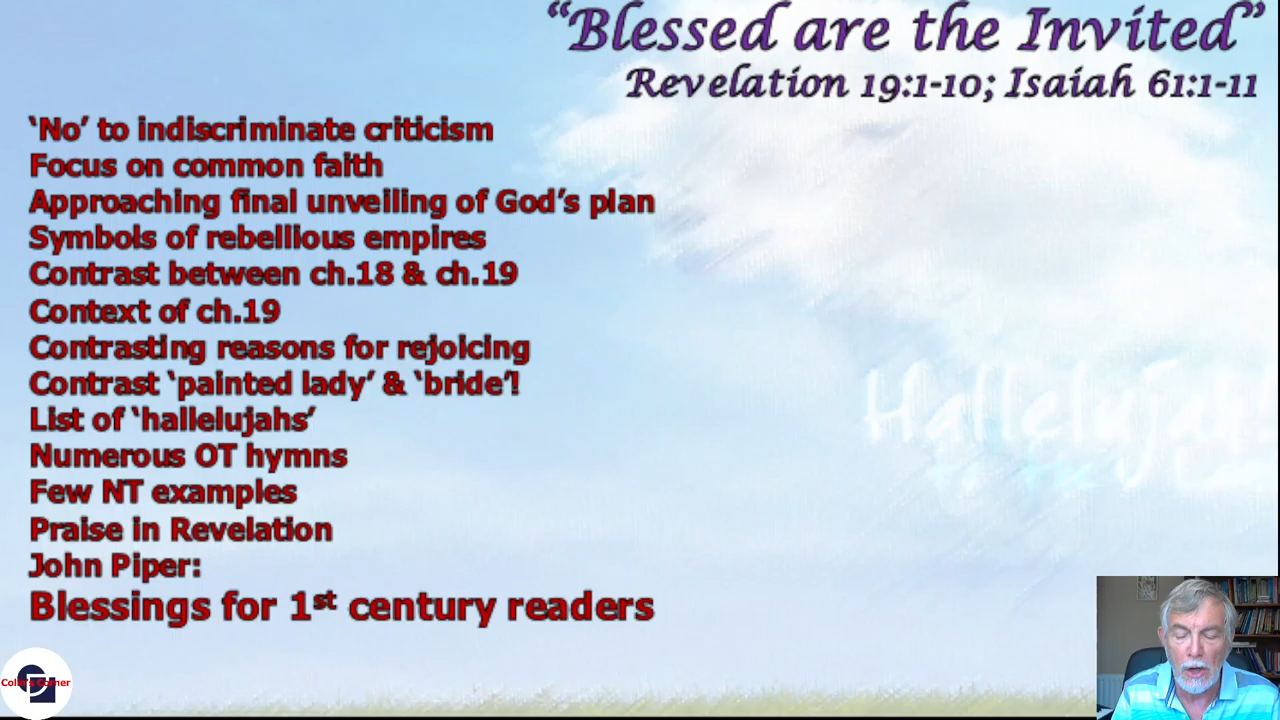 “Blessed are the Invited”
Revelation 19:1-10; Isaiah 61:1-11
‘No’ to indiscriminate criticism
Focus on common faith
Approaching final unveiling of God’s plan
Symbols of rebellious empires
Contrast between ch.18 & ch.19
Context of ch.19
Contrasting reasons for rejoicing
Contrast ‘painted lady’ & ‘bride’!
List of ‘hallelujahs’
Numerous OT hymns
Few NT examples
Praise in Revelation
John Piper:
Blessings for 1st century readers
Hallelujah!
Corner